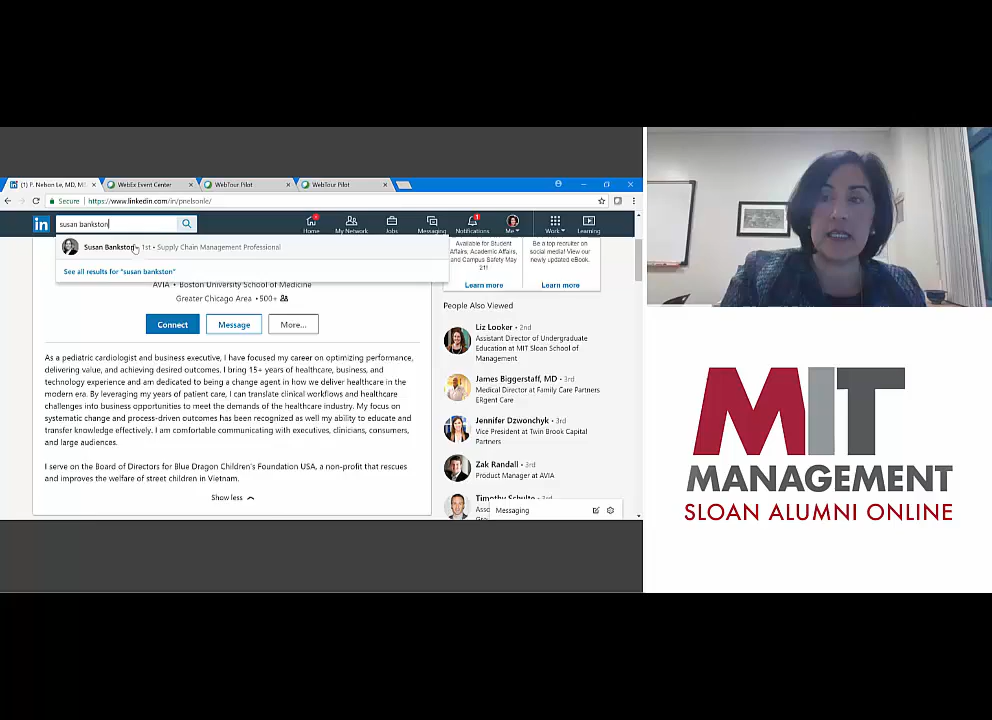 (1) P. Nelson Le, MD, M
WebEx Event Center
WebTour Pilot
WebTour Pilot
Secure
https://www.linkedin.com/in/pnelsonle/
in
susan bankston
Home
My Network
Jobs
Messaging
Notifications
Me
Work
Learning
Susan Bankston 1st • Supply Chain Management Professional
See all results for "susan bankston"
AVIA • Boston University School of Medicine
Greater Chicago Area • 500+
Connect
Message
More...
As a pediatric cardiologist and business executive, I have focused my career on optimizing performance,
delivering value, and achieving desired outcomes. I bring 15+ years of healthcare, business, and
technology experience and am dedicated to being a change agent in how we deliver healthcare in the
modern era. By leveraging my years of patient care, I can translate clinical workflows and healthcare
challenges into business opportunities to meet the demands of the healthcare industry. My focus on
systematic change and process-driven outcomes has been recognized as well my ability to educate and
transfer knowledge effectively. I am comfortable communicating with executives, clinicians, consumers,
and large audiences.
I serve on the Board of Directors for Blue Dragon Children's Foundation USA, a non-profit that rescues
and improves the welfare of street children in Vietnam.
Show less
Available for Student
Affairs, Academic Affairs,
and Campus Safety May
21!
Learn more
Be a top recruiter on
social media! View our
newly updated eBook.
Learn more
People Also Viewed
Liz Looker • 2nd
Assistant Director of Undergraduate
Education at MIT Sloan School of
Management
James Biggerstaff, MD • 3rd
Medical Director at Family Care Partners
ERgent Care
Jennifer Dzwonchyk • 3rd
Vice President at Twin Brook Capital
Partners
Zak Randall • 3rd
Product Manager at AVIA
Timothy Schulte • 3rd
Messaging
MIT
MANAGEMENT
SLOAN ALUMNI ONLINE